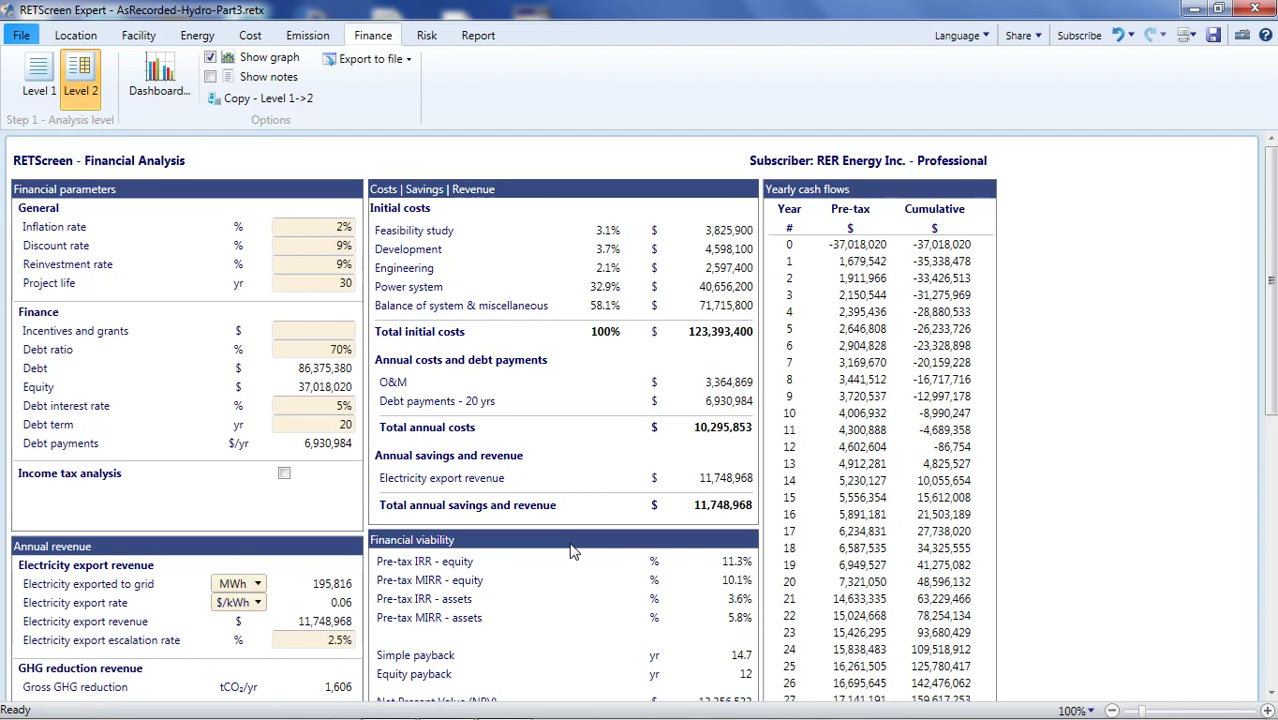 RETScreen Expert - AsRecorded-Hydro-Part3.retx
File Location Facility Energy Cost Emission Finance Risk Report Language Share Subscribe
Level 1 Level 2 Dashboard... Show graph Export to file
Show notes
Copy - Level 1->2
Step 1 - Analysis level Options
RETScreen - Financial Analysis Subscriber: RER Energy Inc. - Professional
Financial parameters
General
Inflation rate % 2%
Discount rate % 9%
Reinvestment rate % 9%
Project life yr 30
Finance
Incentives and grants $
Debt ratio % 70%
Debt $ 86,375,380
Equity $ 37,018,020
Debt interest rate % 5%
Debt term yr 20
Debt payments $/yr 6,930,984
Income tax analysis
Annual revenue
Electricity export revenue
Electricity exported to grid MWh 195,816
Electricity export rate $/kWh 0.06
Electricity export revenue $ 11,748,968
Electricity export escalation rate % 2.5%
GHG reduction revenue
Gross GHG reduction tCO₂/yr 1,606
Costs | Savings | Revenue
Initial costs
Feasibility study 3.1% $ 3,825,900
Development 3.7% $ 4,598,100
Engineering 2.1% $ 2,597,400
Power system 32.9% $ 40,656,200
Balance of system & miscellaneous 58.1% $ 71,715,800
Total initial costs 100% $ 123,393,400
Annual costs and debt payments
O&M $ 3,364,869
Debt payments - 20 yrs $ 6,930,984
Total annual costs $ 10,295,853
Annual savings and revenue
Electricity export revenue $ 11,748,968
Total annual savings and revenue $ 11,748,968
Financial viability
Pre-tax IRR - equity % 11.3%
Pre-tax MIRR - equity % 10.1%
Pre-tax IRR - assets % 3.6%
Pre-tax MIRR - assets % 5.8%
Simple payback yr 14.7
Equity payback yr 12
Yearly cash flows
Year Pre-tax Cumulative
# $ $
0 -37,018,020 -37,018,020
1 1,679,542 -35,338,478
2 1,911,966 -33,426,513
3 2,150,544 -31,275,969
4 2,395,436 -28,880,533
5 2,646,808 -26,233,726
6 2,904,828 -23,328,898
7 3,169,670 -20,159,228
8 3,441,512 -16,717,716
9 3,720,537 -12,997,178
10 4,006,932 -8,990,247
11 4,300,888 -4,689,358
12 4,602,604 -86,754
13 4,912,281 4,825,527
14 5,230,127 10,055,654
15 5,556,354 15,612,008
16 5,891,181 21,503,189
17 6,234,831 27,738,020
18 6,587,535 34,325,555
19 6,949,527 41,275,082
20 7,321,050 48,596,132
21 14,633,335 63,229,466
22 15,024,668 78,254,134
23 15,426,295 93,680,429
24 15,838,483 109,518,912
25 16,261,505 125,780,417
26 16,695,645 142,476,062
27 17,141,191 159,617,253
Ready 100%